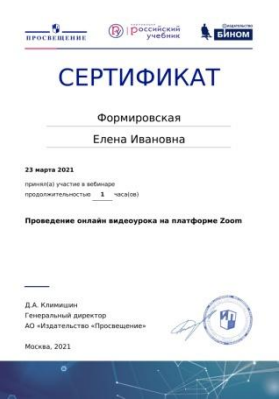 ПРОСВЕЩЕНИЕ
российский
учебник
издательство
БИНОМ
СЕРТИФИКАТ
Формировская
Елена Ивановна
23 марта 2021
принял(а) участие в вебинаре
продолжительностью 1 часа(ов)
Проведение онлайн видеоурока на платформе Zoom
Д.А. Климишин
Генеральный директор
АО «Издательство «Просвещение»
Москва, 2021